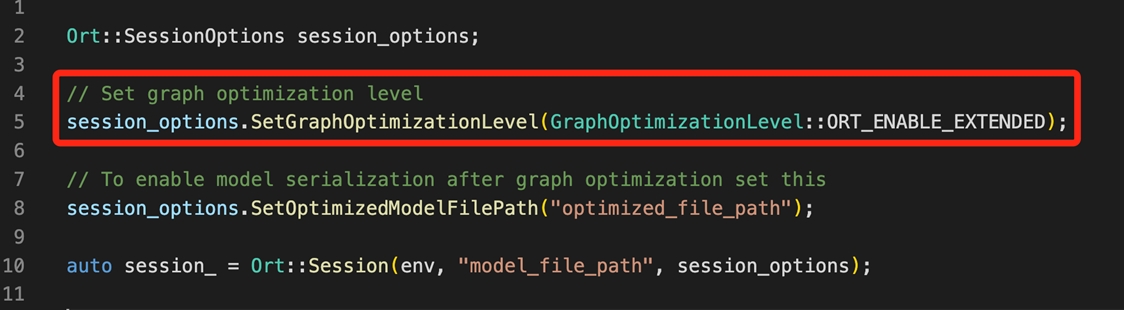 1
2 Ort::SessionOptions session_options;
3
4 // Set graph optimization level
5 session_options.SetGraphOptimizationLevel(GraphOptimizationLevel::ORT_ENABLE_EXTENDED);
6
7 // To enable model serialization after graph optimization set this
8 session_options.SetOptimizedModelFilePath("optimized_file_path");
9
10 auto session_ = Ort::Session(env, "model_file_path", session_options);
11